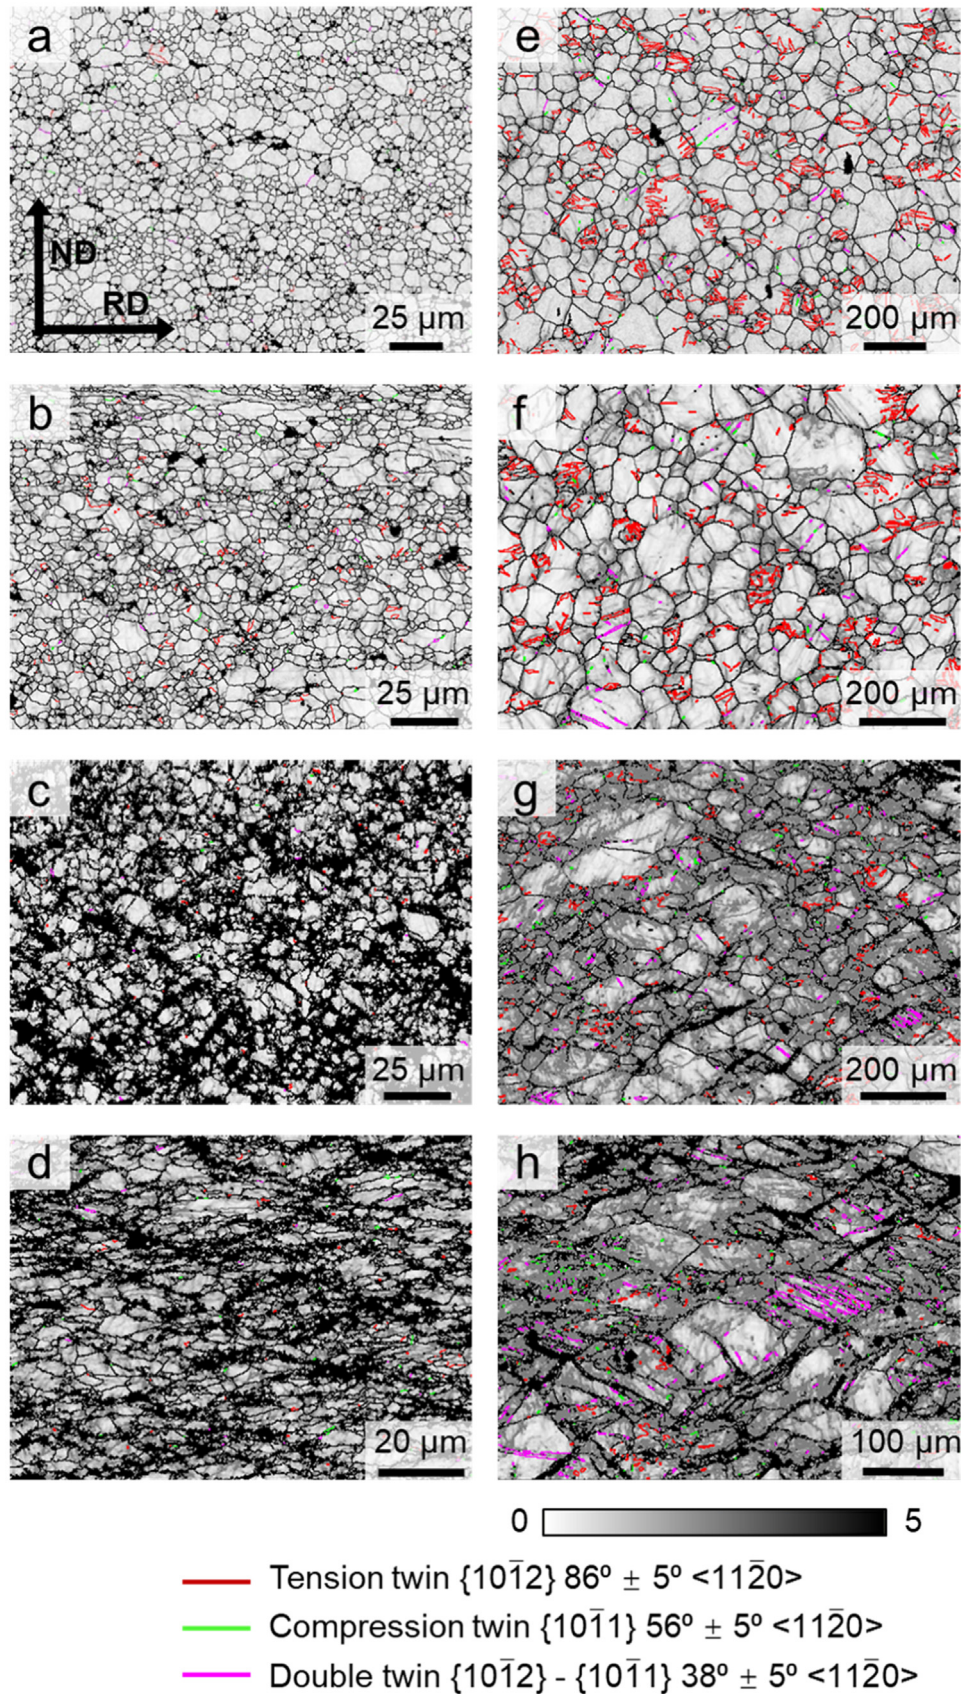 a
e
ND
RD
25 µm
200 µm
b
f
25 µm
200 µm
c
g
25 µm
200 µm
d
h
20 µm
100 µm
0 5
Tension twin {101̅2} 86º ± 5º <112̅0>
Compression twin {101̅1} 56º ± 5º <112̅0>
Double twin {101̅2} - {101̅1} 38º ± 5º <112̅0>